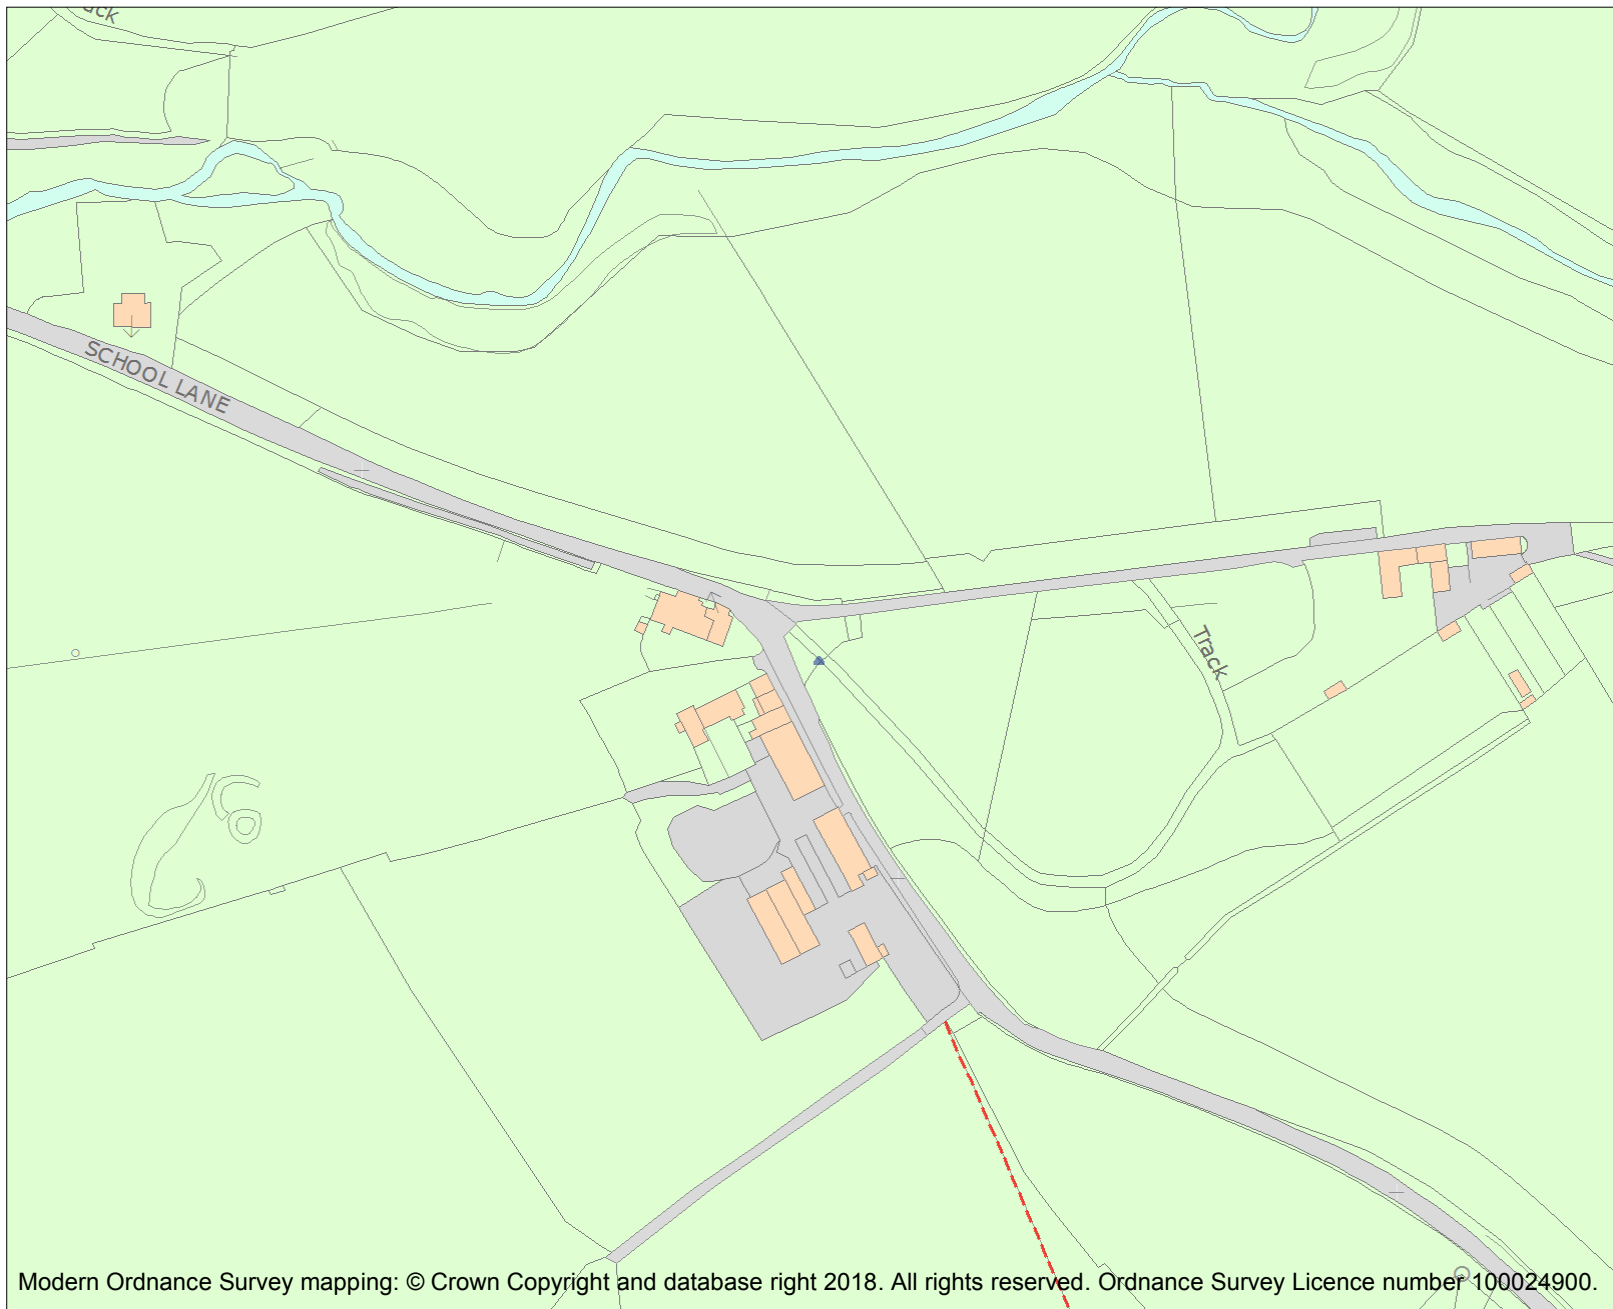 SCHOOL LANE
Track
Modern Ordnance Survey mapping: © Crown Copyright and database right 2018. All rights reserved. Ordnance Survey Licence number 100024900.